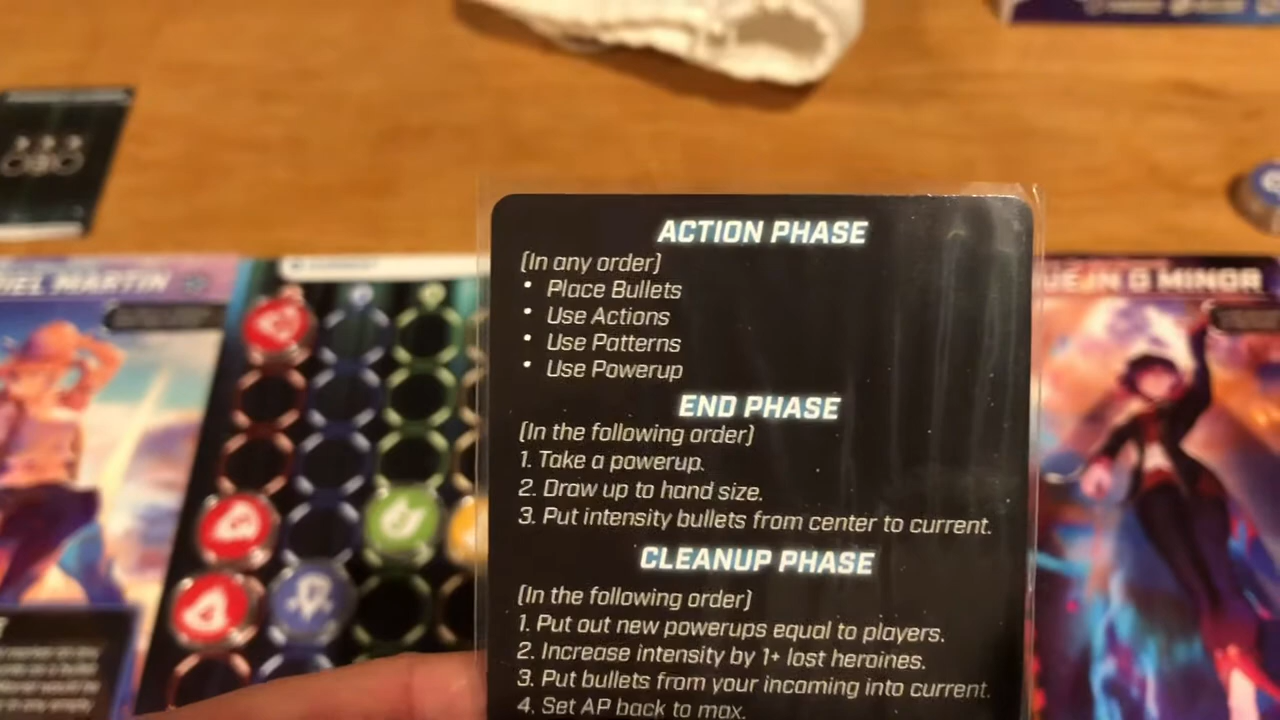 ACTION PHASE
(In any order)
• Place Bullets
• Use Actions
• Use Patterns
• Use Powerup
END PHASE
(In the following order)
1. Take a powerup.
2. Draw up to hand size.
3. Put intensity bullets from center to current.
CLEANUP PHASE
(In the following order)
1. Put out new powerups equal to players.
2. Increase intensity by 1+ lost heroines.
3. Put bullets from your incoming into current.
4. Set AP back to max.
IEL MARTIN
MINOR